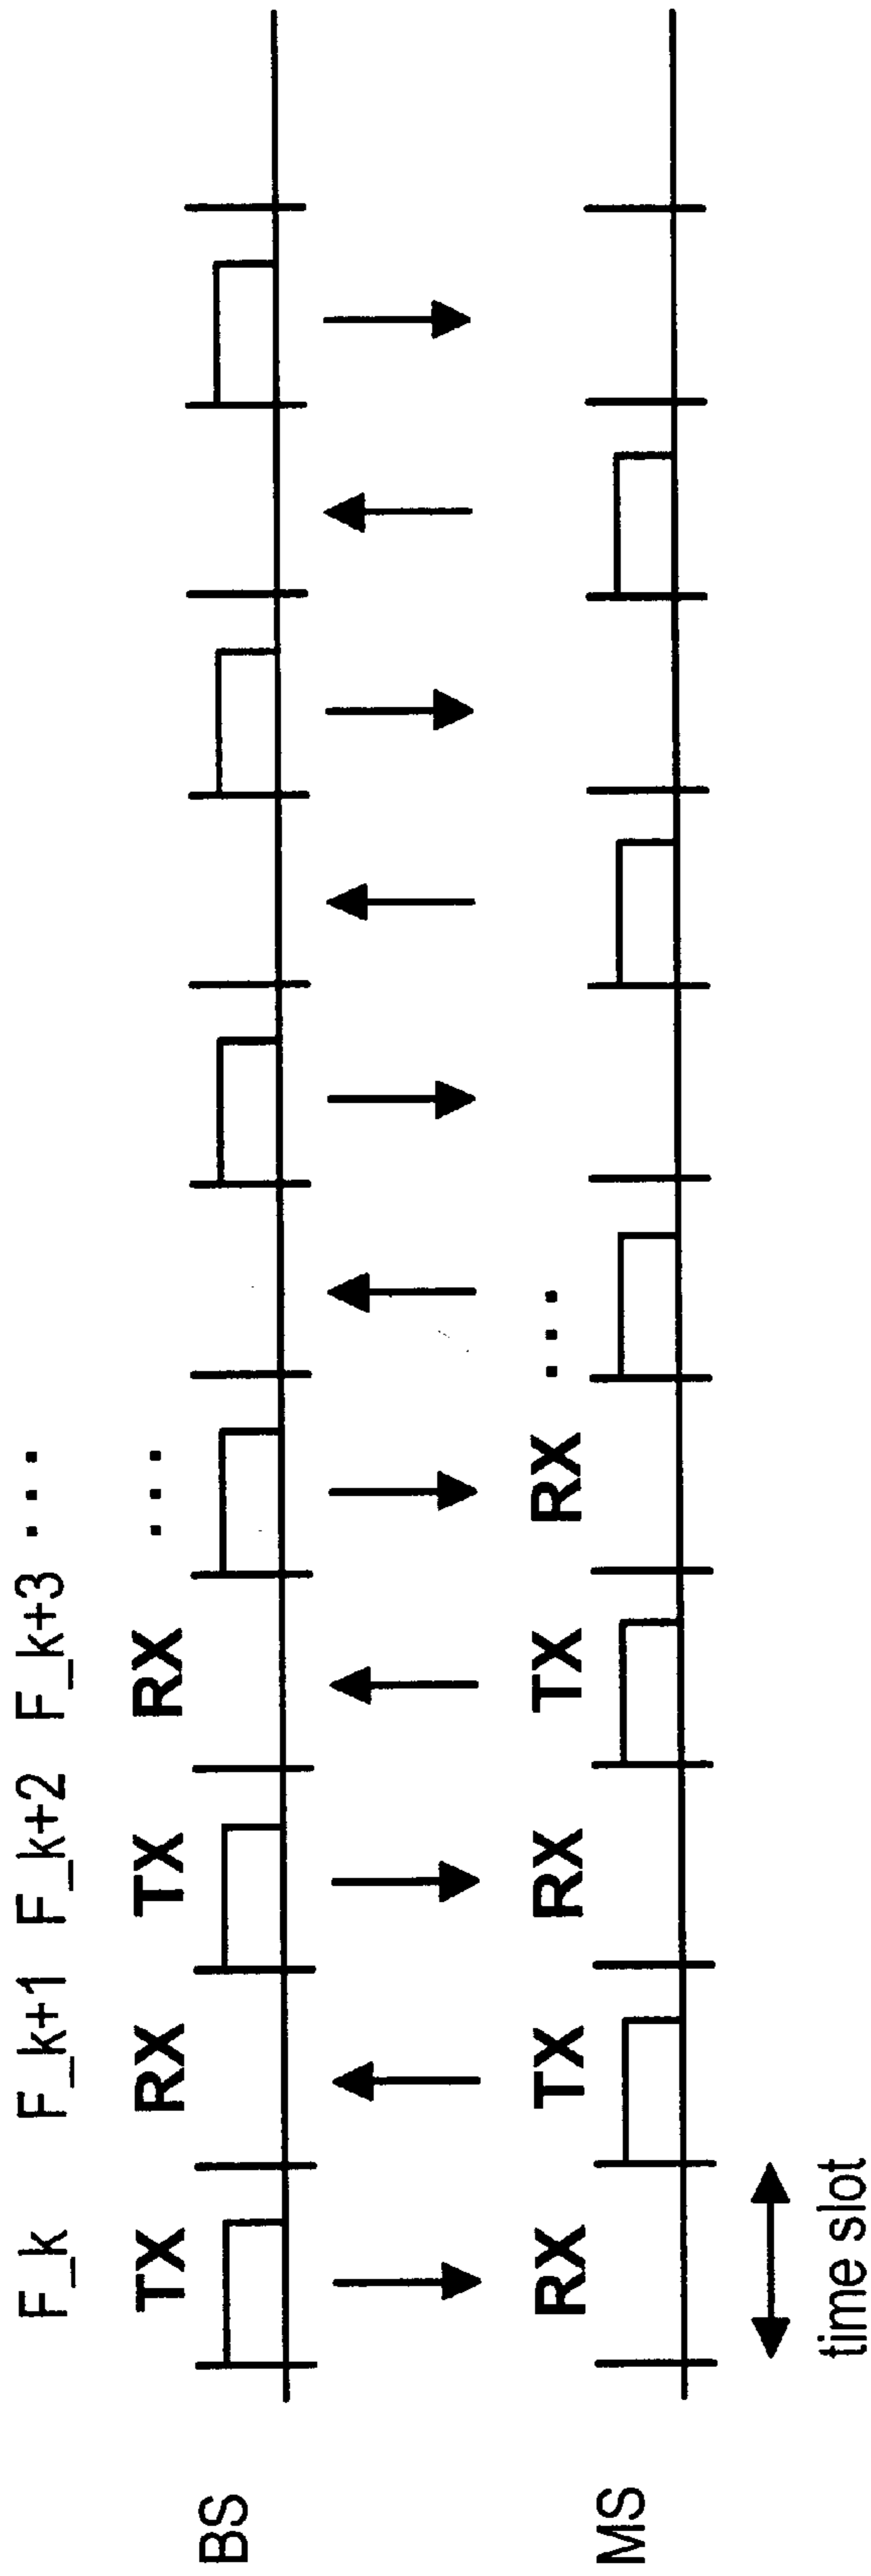 F_k F_k+1 F_k+2 F_k+3 ...
TX RX TX RX ...
BS
RX TX RX TX RX ...
MS
time slot